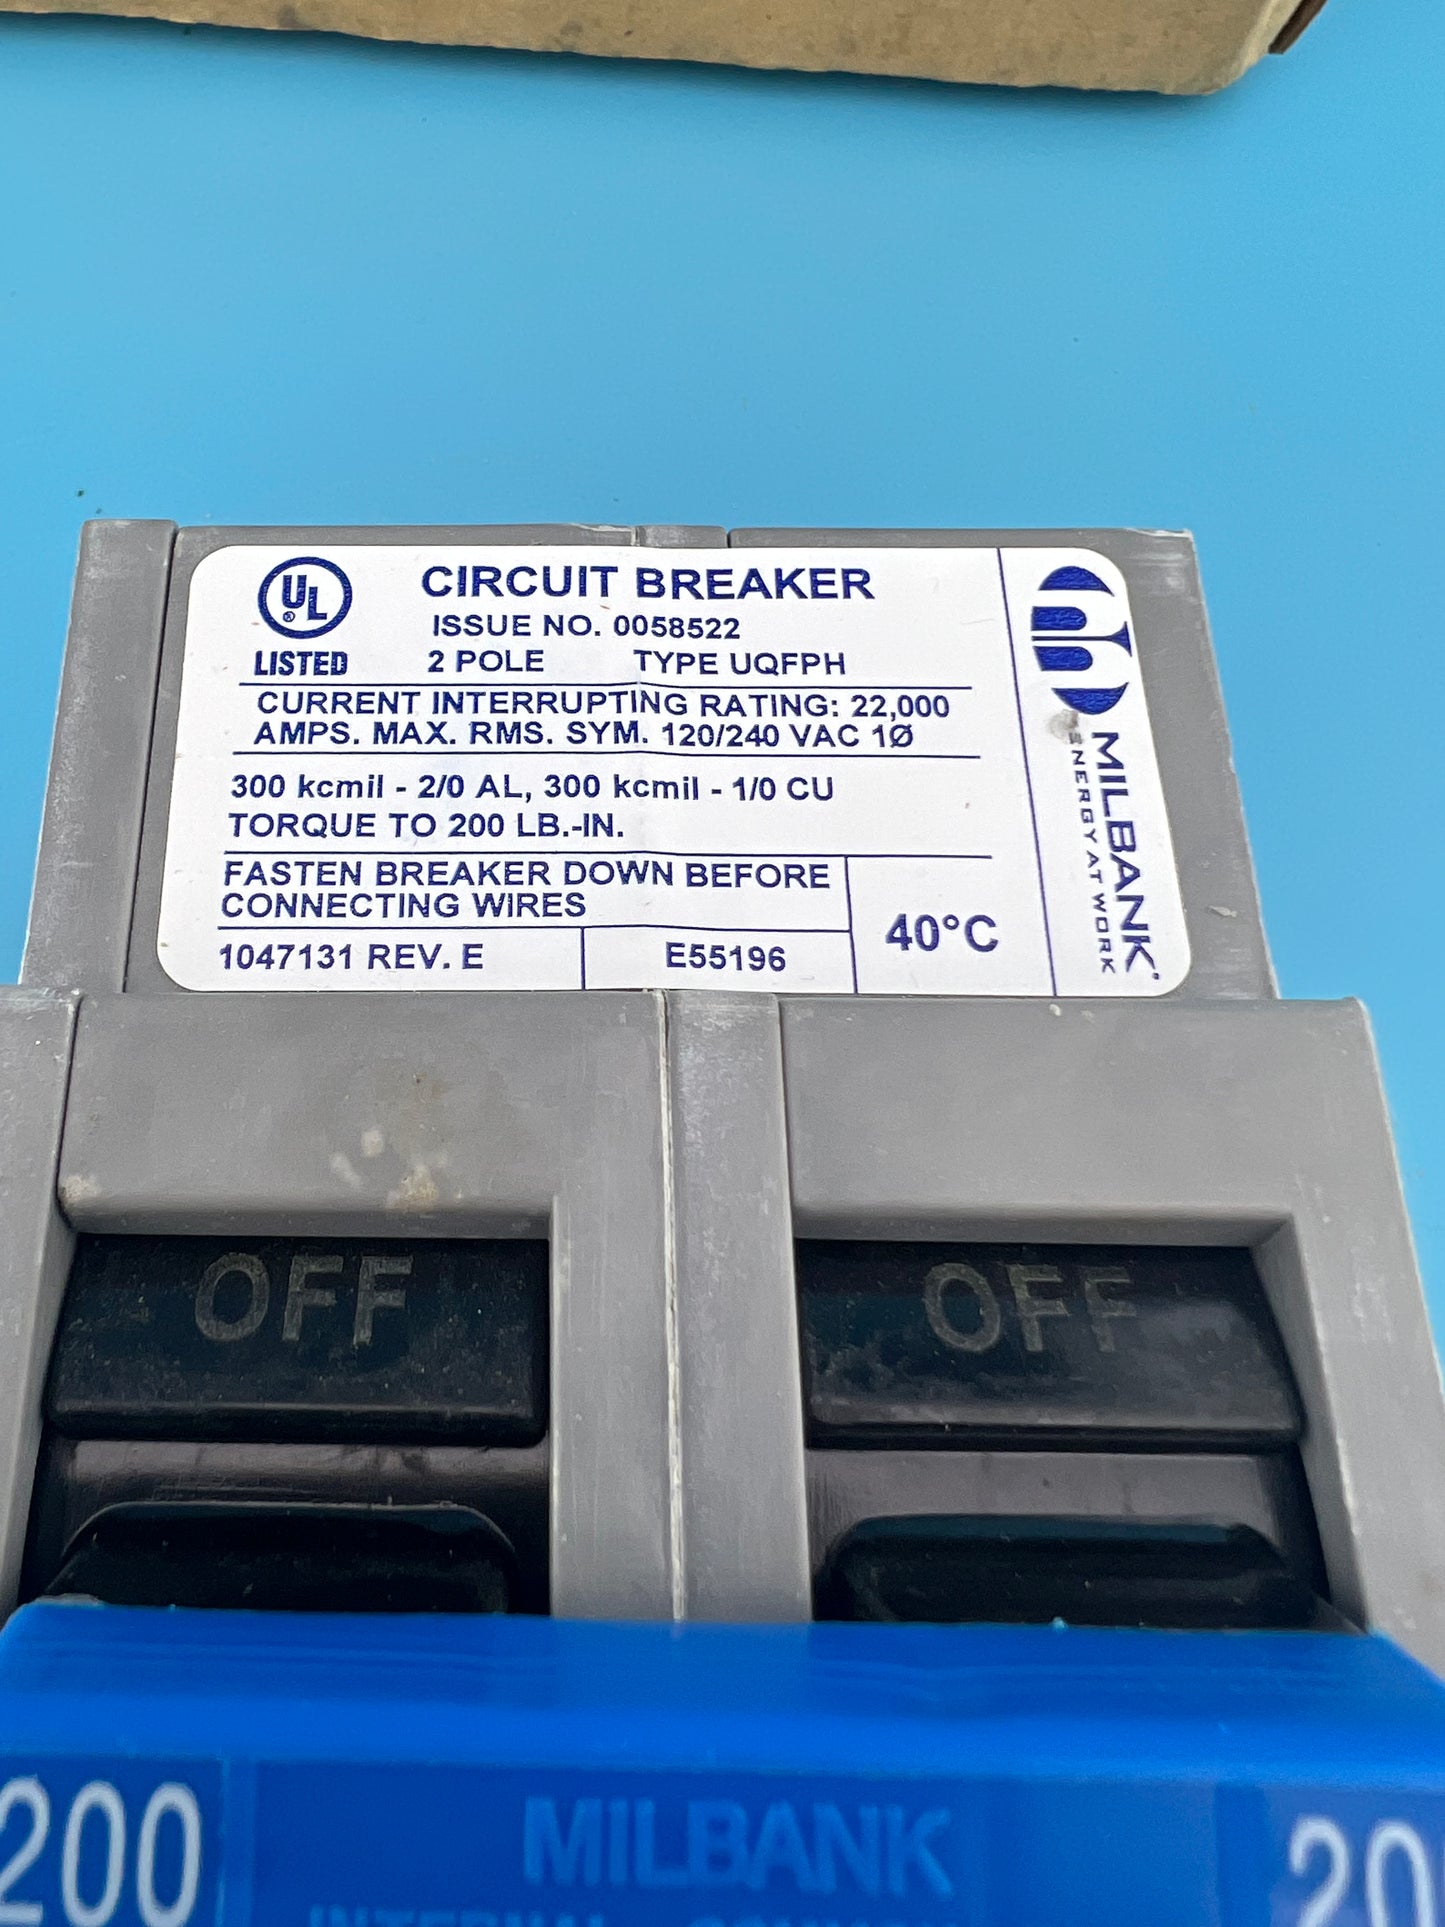 UL
®
LISTED
CIRCUIT BREAKER
ISSUE NO. 0058522
2 POLE TYPE UQFPH
CURRENT INTERRUPTING RATING: 22,000
AMPS. MAX. RMS. SYM. 120/240 VAC 1Ø
300 kcmil - 2/0 AL, 300 kcmil - 1/0 CU
TORQUE TO 200 LB.-IN.
FASTEN BREAKER DOWN BEFORE
CONNECTING WIRES
1047131 REV. E
E55196
40°C
MILBANK®
ENERGY AT WORK
OFF
OFF
200
MILBANK